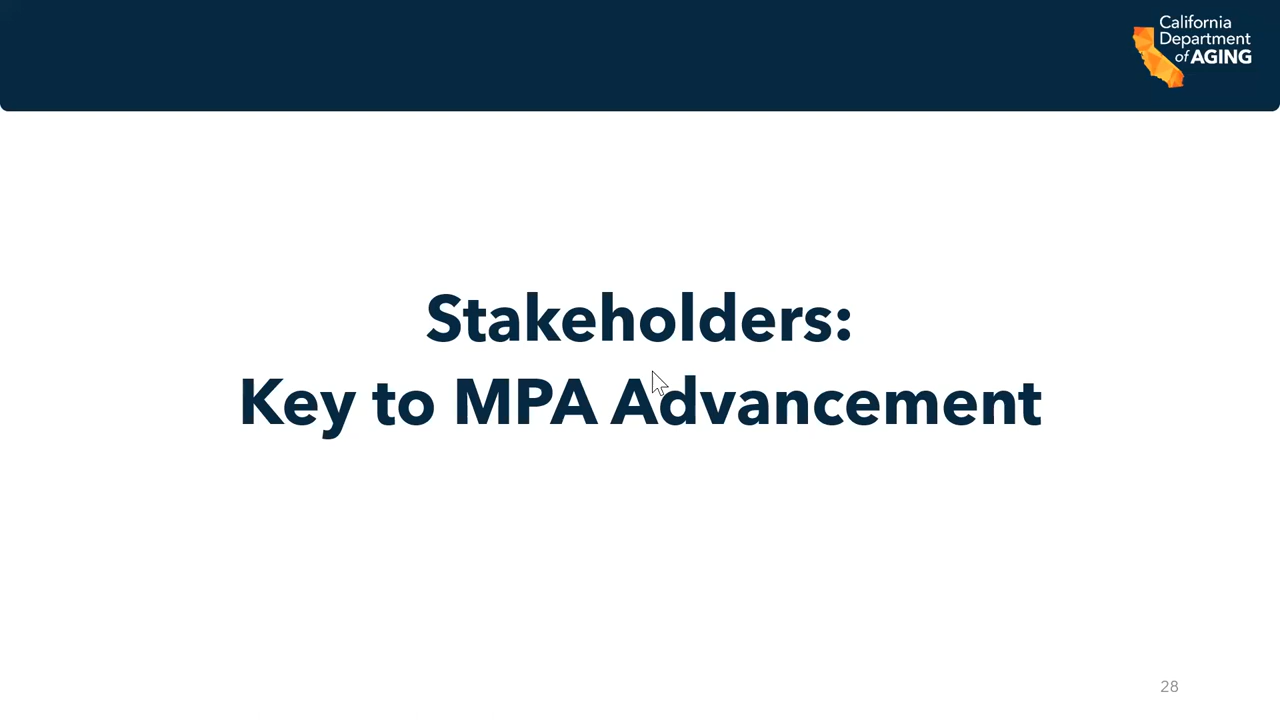 California
Department
of AGING
Stakeholders:
Key to MPA Advancement
28